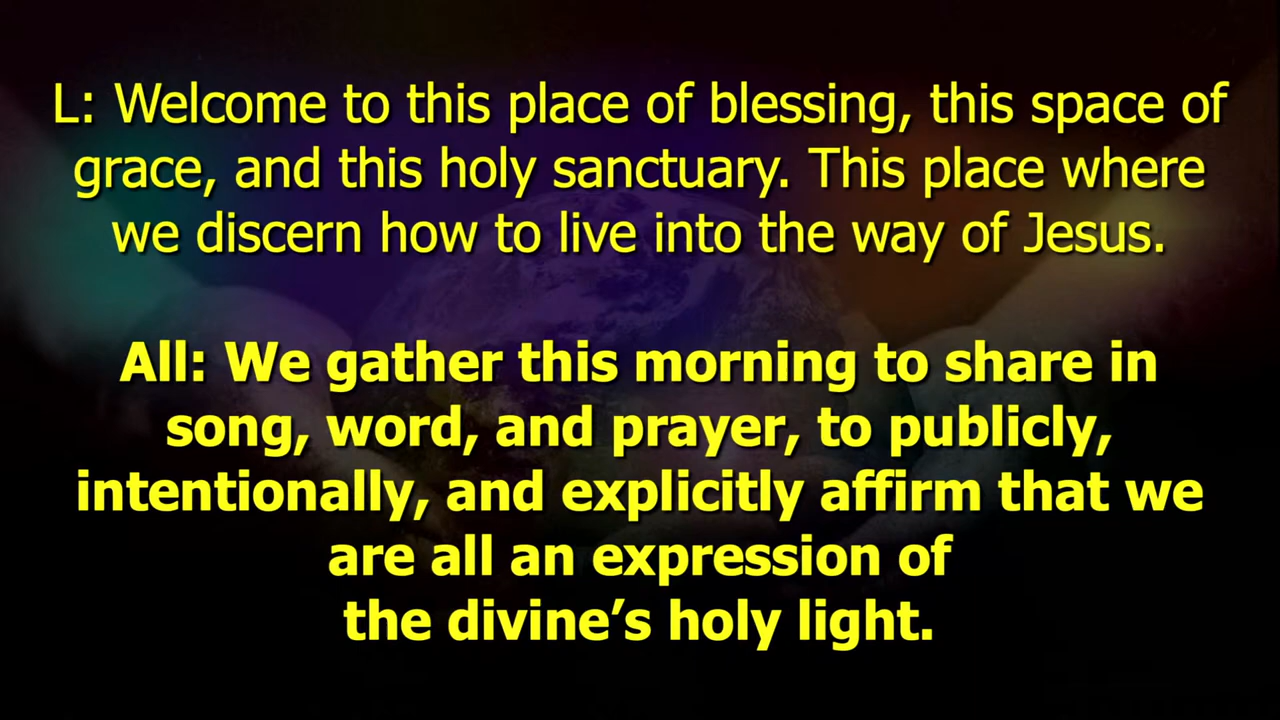 L: Welcome to this place of blessing, this space of
grace, and this holy sanctuary. This place where
we discern how to live into the way of Jesus.
All: We gather this morning to share in
song, word, and prayer, to publicly,
intentionally, and explicitly affirm that we
are all an expression of
the divine’s holy light.